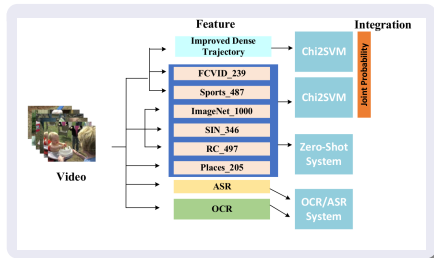 Feature
Integration
Improved Dense
Trajectory
Chi2SVM
Joint Probability
FCVID_239
Sports_487
ImageNet_1000
SIN_346
RC_497
Places_205
Chi2SVM
Zero-Shot
System
Video
ASR
OCR
OCR/ASR
System